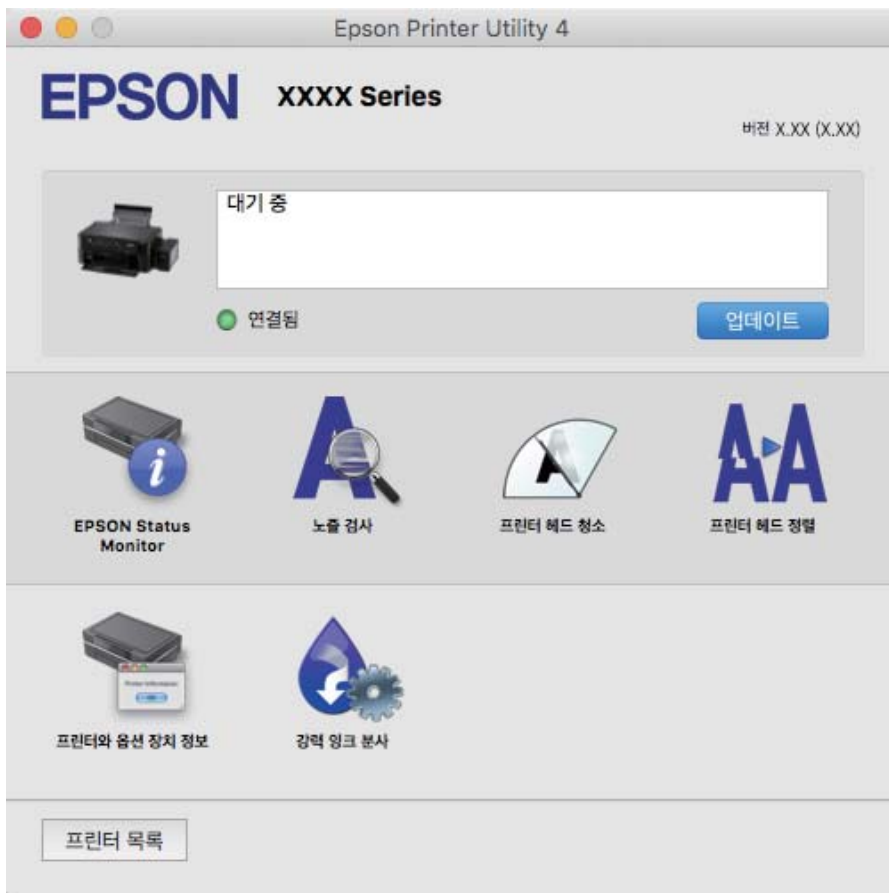 Epson Printer Utility 4
EPSON XXXX Series
버전 X.XX (X.XX)
대기 중
연결됨
업데이트
EPSON Status
Monitor
노즐 검사
프린터 헤드 청소
프린터 헤드 정렬
프린터와 옵션 장치 정보
강력 잉크 분사
프린터 목록